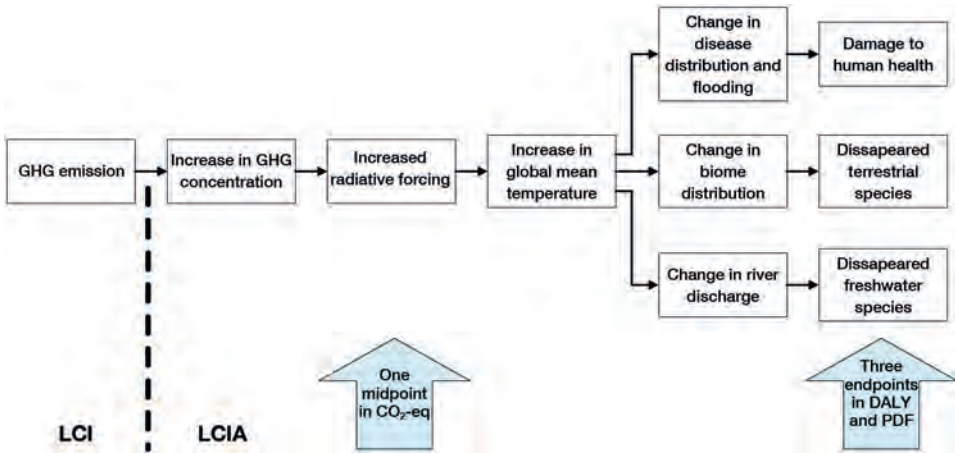 Change in
disease
distribution and
flooding
Damage to
human health
GHG emission
Increase in GHG
concentration
Increased
radiative forcing
Increase in
global mean
temperature
Change in
biome
distribution
Disappeared
terrestrial
species
Change in river
discharge
Dissapeared
freshwater
species
One
midpoint
in CO₂-eq
Three
endpoints
in DALY
and PDF
LCI
LCIA